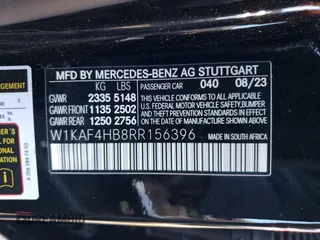 MFD BY MERCEDES-BENZ AG STUTTGART
KG LBS PASSENGER CAR 040 08/23
GVWR 2335 5148
GAWR FRONT 1135 2502
GAWR REAR 1250 2756
THIS VEHICLE CONFORMS TO ALL APPLICABLE
FEDERAL MOTOR VEHICLE SAFETY,
BUMPER, AND THEFT PREVENTION
STANDARDS IN EFFECT ON THE DATE OF
MANUFACTURE SHOWN ABOVE.
W1KAF4HB8RR156396
MADE IN SOUTH AFRICA